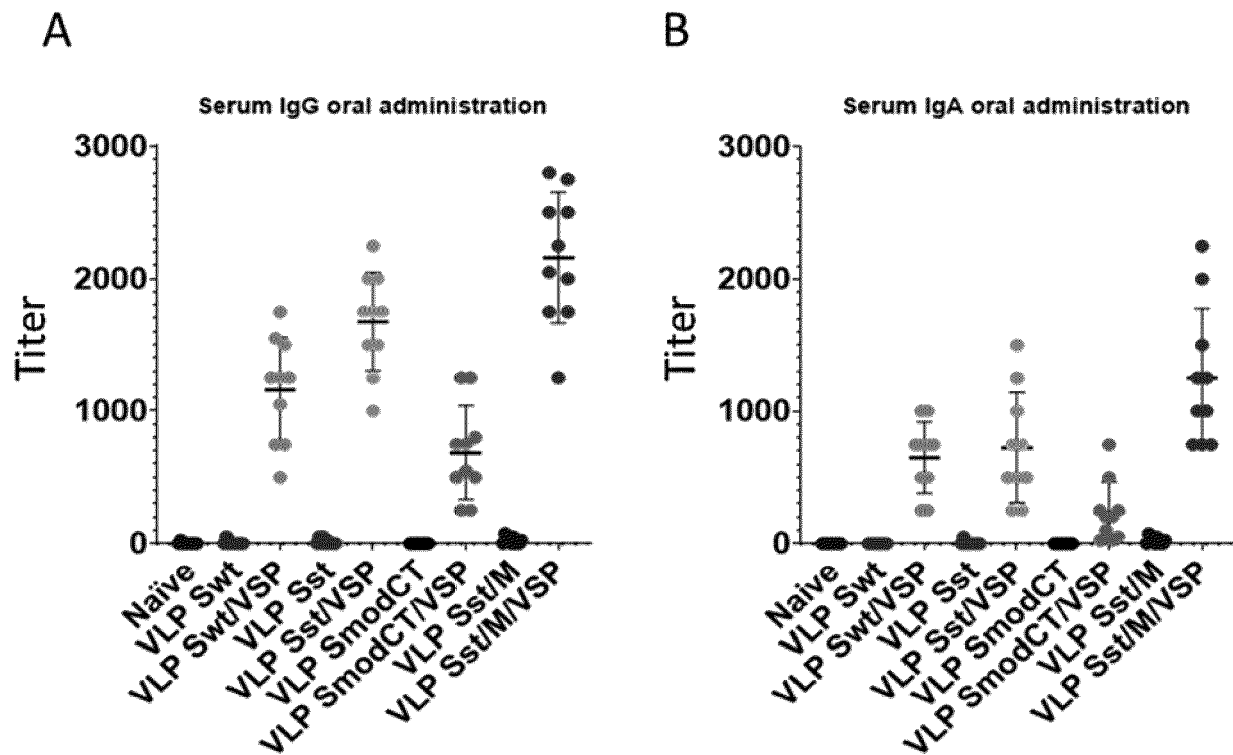 A
Serum IgG oral administration
Titer
3000
2000
1000
0
Naïve
VLP Swt
VLP Swt/VSP
VLP Sst
VLP Sst/VSP
VLP SmodCT
VLP SmodCT/VSP
VLP Sst/M
VLP Sst/M/VSP
B
Serum IgA oral administration
Titer
3000
2000
1000
0
Naive
VLP Swt
VLP Swt/VSP
VLP Sst
VLP Sst/VSP
VLP SmodCT
VLP SmodCT/VSP
VLP Sst/M
VLP Sst/M/VSP